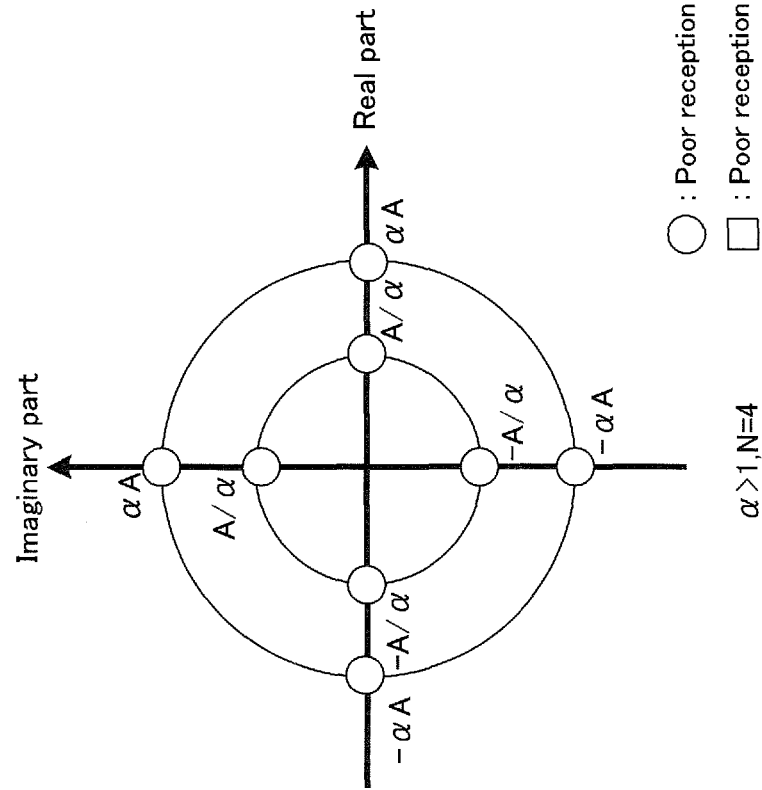 Imaginary part
αA
A/α
Real part
αA
A/α
-A/α
-αA
-A/α
-αA
α>1,N=4
: Poor reception
: Poor reception